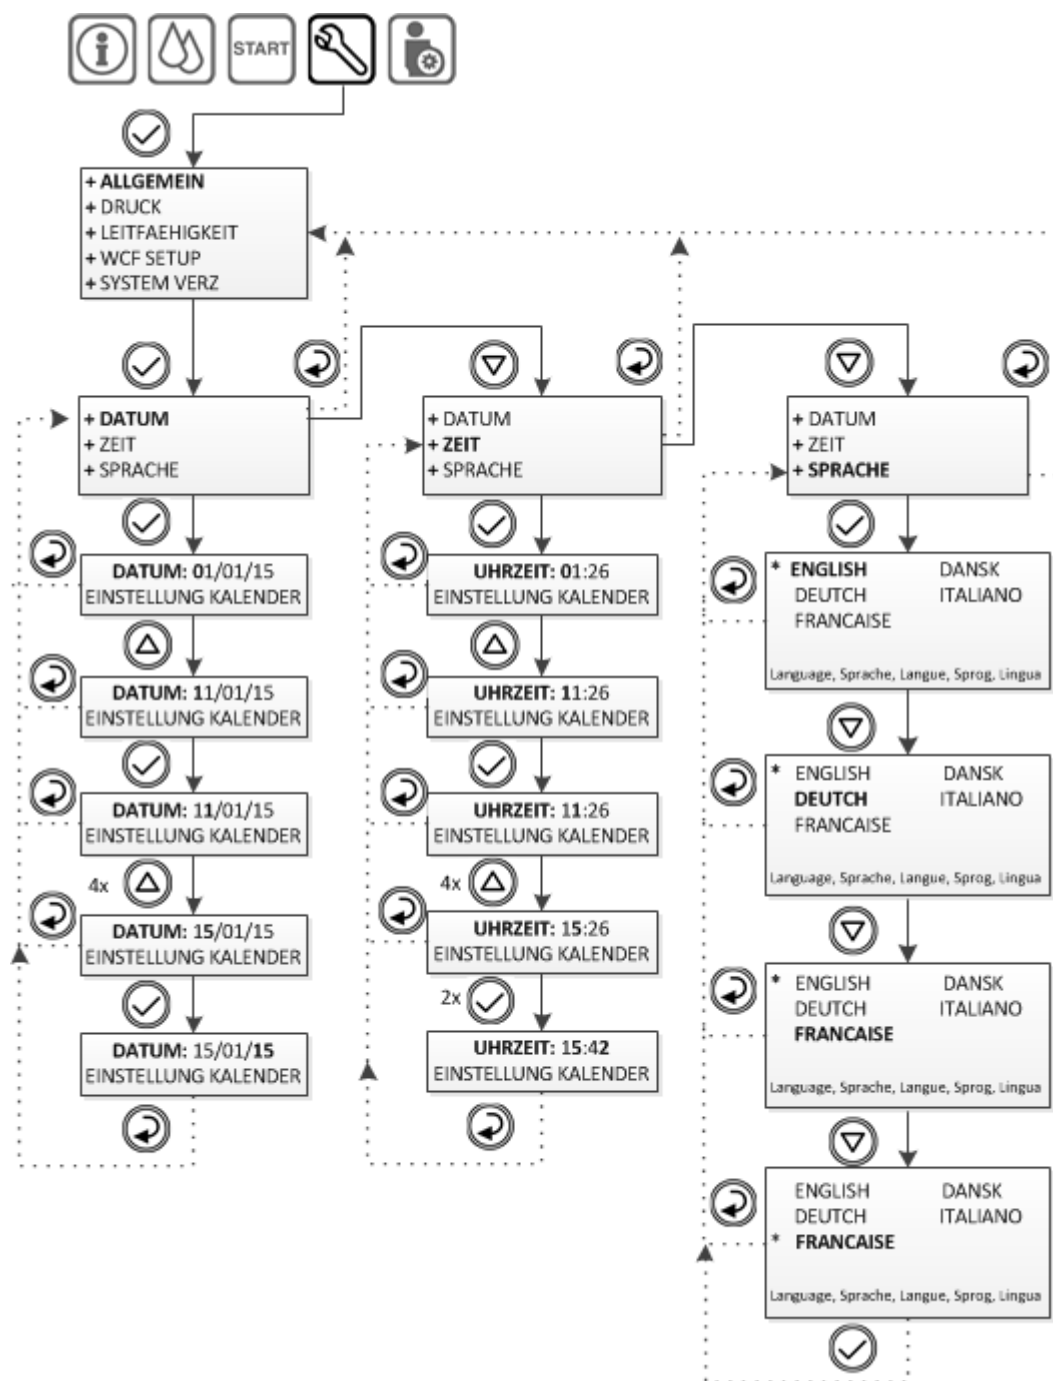 START
+ ALLGEMEIN
+ DRUCK
+ LEITFAEHIGKEIT
+ WCF SETUP
+ SYSTEM VERZ
+ DATUM
+ ZEIT
+ SPRACHE
DATUM: 01/01/15
EINSTELLUNG KALENDER
DATUM: 11/01/15
EINSTELLUNG KALENDER
DATUM: 11/01/15
EINSTELLUNG KALENDER
4x
DATUM: 15/01/15
EINSTELLUNG KALENDER
DATUM: 15/01/15
EINSTELLUNG KALENDER
+ DATUM
+ ZEIT
+ SPRACHE
UHRZEIT: 01:26
EINSTELLUNG KALENDER
UHRZEIT: 11:26
EINSTELLUNG KALENDER
UHRZEIT: 11:26
EINSTELLUNG KALENDER
4x
UHRZEIT: 15:26
EINSTELLUNG KALENDER
2x
UHRZEIT: 15:42
EINSTELLUNG KALENDER
+ DATUM
+ ZEIT
+ SPRACHE
* ENGLISH DANSK
DEUTCH ITALIANO
FRANCAISE
Language, Sprache, Langue, Sprog, Lingua
* ENGLISH DANSK
DEUTCH ITALIANO
FRANCAISE
Language, Sprache, Langue, Sprog, Lingua
* ENGLISH DANSK
DEUTCH ITALIANO
FRANCAISE
Language, Sprache, Langue, Sprog, Lingua
ENGLISH DANSK
DEUTCH ITALIANO
* FRANCAISE
Language, Sprache, Langue, Sprog, Lingua